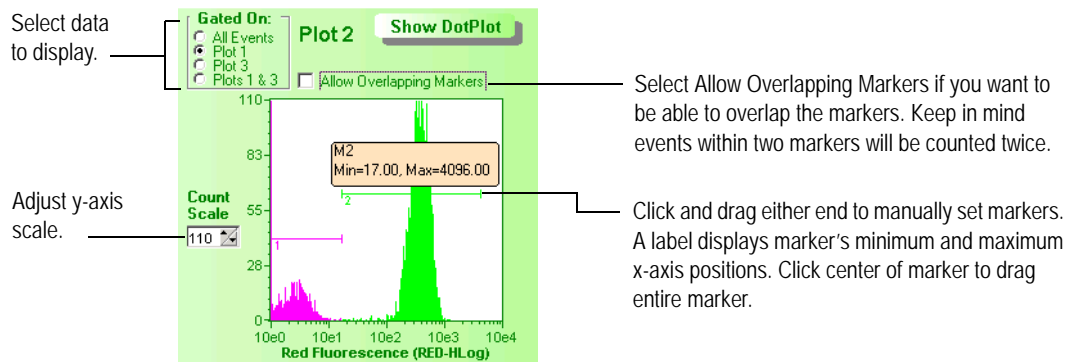 Select data
to display.
Gated On:
All Events
Plot 1
Plot 3
Plots 1 & 3
Plot 2
Show DotPlot
Allow Overlapping Markers
Select Allow Overlapping Markers if you want to
be able to overlap the markers. Keep in mind
events within two markers will be counted twice.
110
83
55
28
0
M2
Min=17.00, Max=4096.00
2
1
Adjust y-axis
scale.
Count
Scale
110
Click and drag either end to manually set markers.
A label displays marker’s minimum and maximum
x-axis positions. Click center of marker to drag
entire marker.
10e0 10e1 10e2 10e3 10e4
Red Fluorescence (RED-HLog)